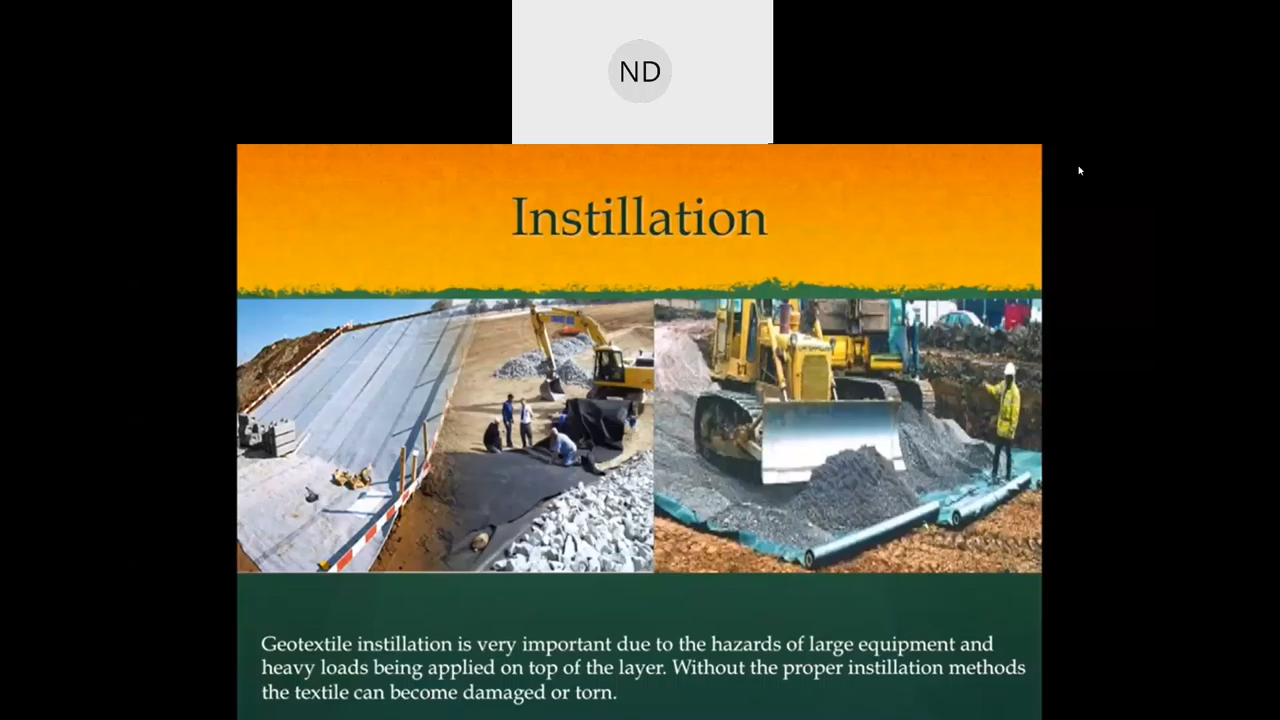 ND
Instillation
Geotextile instillation is very important due to the hazards of large equipment and
heavy loads being applied on top of the layer. Without the proper instillation methods
the textile can become damaged or torn.